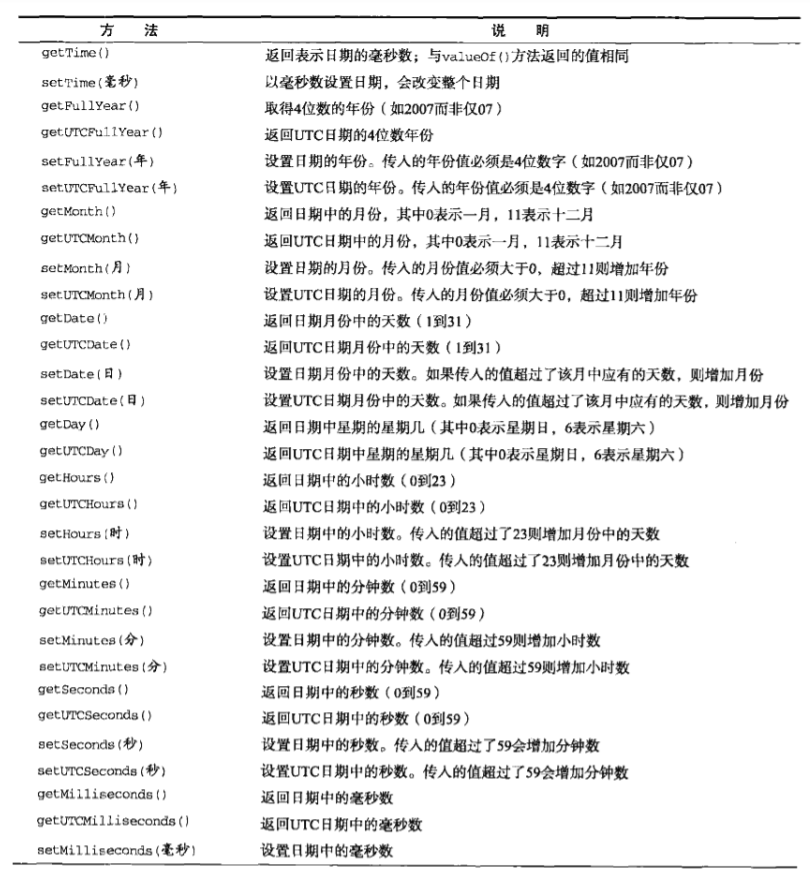 方 法 说 明
getTime() 返回表示日期的毫秒数；与valueOf()方法返回的值相同
setTime(毫秒) 以毫秒数设置日期，会改变整个日期
getFullYear() 取得4位数的年份（如2007而非仅07）
getUTCFullYear() 返回UTC日期的4位数年份
setFullYear(年) 设置日期的年份。传入的年份值必须是4位数字（如2007而非仅07）
setUTCFullYear(年) 设置UTC日期的年份。传入的年份值必须是4位数字（如2007而非仅07）
getMonth() 返回日期中的月份，其中0表示一月，11表示十二月
getUTCMonth() 返回UTC日期中的月份，其中0表示一月，11表示十二月
setMonth(月) 设置日期的月份。传入的月份值必须大于0，超过11则增加年份
setUTCMonth(月) 设置UTC日期的月份。传入的月份值必须大于0，超过11则增加年份
getDate() 返回日期月份中的天数（1到31）
getUTCDate() 返回UTC日期月份中的天数（1到31）
setDate(日) 设置日期月份中的天数。如果传入的值超过了该月中应有的天数，则增加月份
setUTCDate(日) 设置UTC日期月份中的天数。如果传入的值超过了该月中应有的天数，则增加月份
getDay() 返回日期中星期的星期几（其中0表示星期日，6表示星期六）
getUTCDay() 返回UTC日期中星期的星期几（其中0表示星期日，6表示星期六）
getHours() 返回日期中的小时数（0到23）
getUTCHours() 返回UTC日期中的小时数（0到23）
setHours(时) 设置日期中的小时数。传入的值超过了23则增加月份中的天数
setUTCHours(时) 设置UTC日期中的小时数。传入的值超过了23则增加月份中的天数
getMinutes() 返回日期中的分钟数（0到59）
getUTCMinutes() 返回UTC日期中的分钟数（0到59）
setMinutes(分) 设置日期中的分钟数。传入的值超过59则增加小时数
setUTCMinutes(分) 设置UTC日期中的分钟数。传入的值超过59则增加小时数
getSeconds() 返回日期中的秒数（0到59）
getUTCSeconds() 返回UTC日期中的秒数（0到59）
setSeconds(秒) 设置日期中的秒数。传入的值超过了59会增加分钟数
setUTCSeconds(秒) 设置UTC日期中的秒数。传入的值超过了59会增加分钟数
getMilliseconds() 返回日期中的毫秒数
getUTCMilliseconds() 返回UTC日期中的毫秒数
setMilliseconds(毫秒) 设置日期中的毫秒数